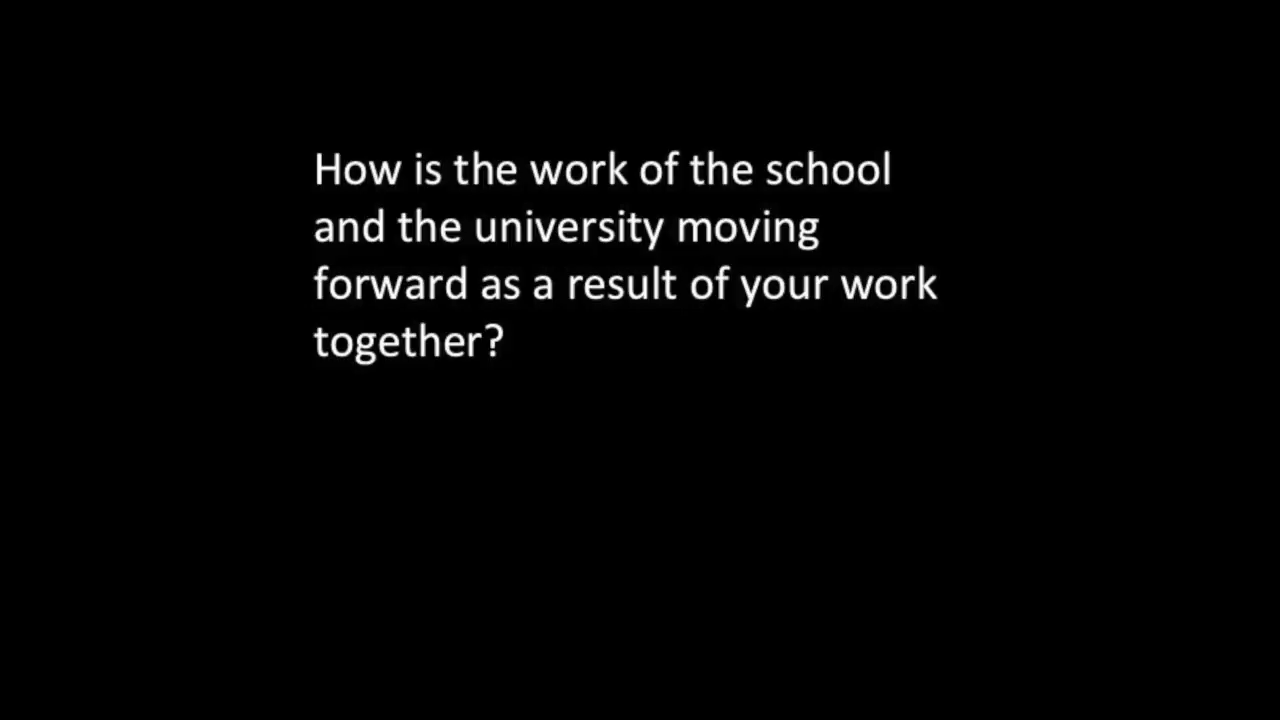 How is the work of the school
and the university moving
forward as a result of your work
together?